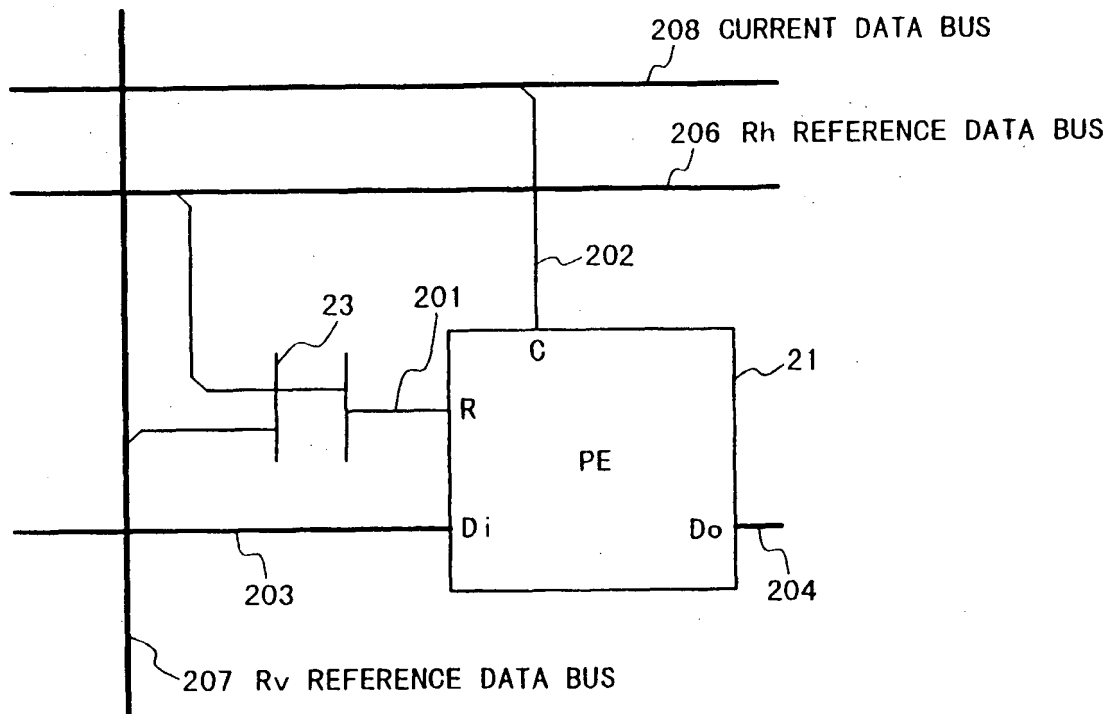 208 CURRENT DATA BUS
206 Rh REFERENCE DATA BUS
202
23
201
C
21
R
PE
Di
Do
203
204
207 Rv REFERENCE DATA BUS